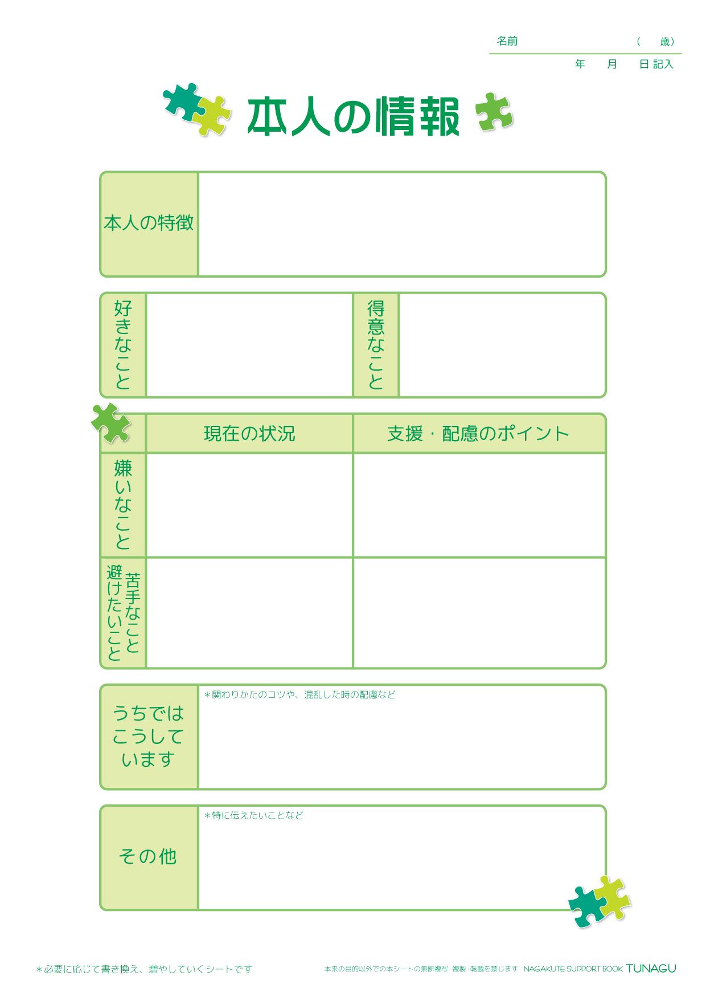 名前 ( 歳)
年 月 日 記入
本人の情報
本人の特徴
好きなこと
得意なこと
現在の状況
支援・配慮のポイント
嫌いなこと
苦手なこと
避けたいこと
うちでは
こうして
います
＊関わりかたのコツや、混乱した時の配慮など
その他
＊特に伝えたいことなど
＊必要に応じて書き換え、増やしていくシートです
本来の目的以外での本シートの無断複写・複製・転載を禁じます NAGAKUTE SUPPORT BOOK TUNAGU